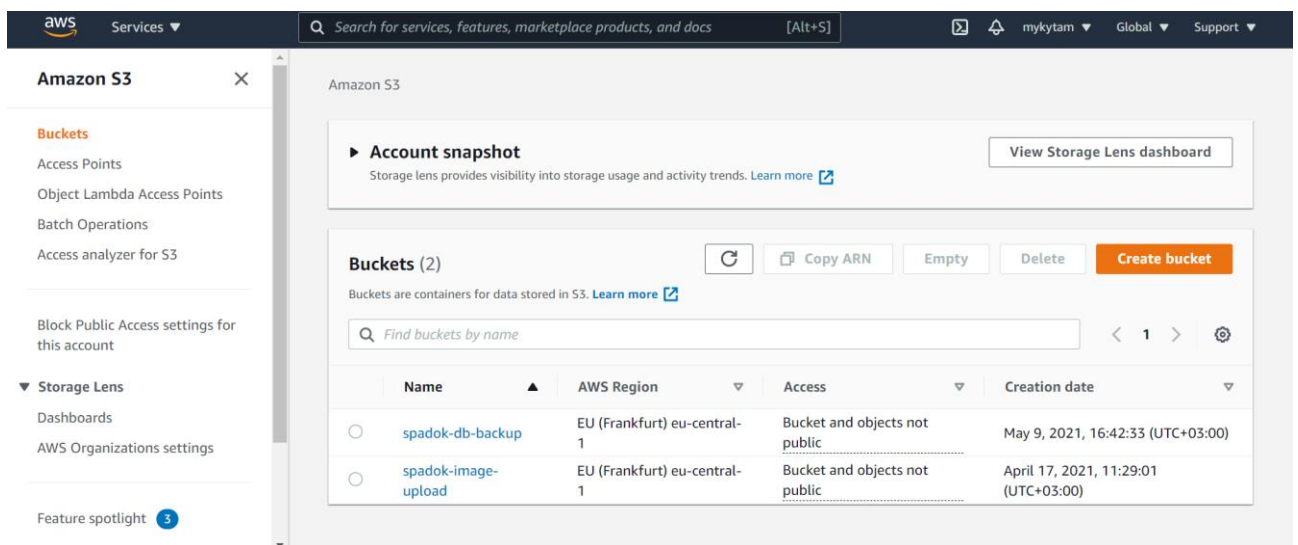 aws Services ▼ Search for services, features, marketplace products, and docs [Alt+S] mykytam ▼ Global ▼ Support ▼
Amazon S3
Buckets
Access Points
Object Lambda Access Points
Batch Operations
Access analyzer for S3
Block Public Access settings for
this account
▼ Storage Lens
Dashboards
AWS Organizations settings
Feature spotlight 3
Amazon S3
▶ Account snapshot
View Storage Lens dashboard
Storage lens provides visibility into storage usage and activity trends. Learn more
Buckets (2)
Copy ARN Empty Delete Create bucket
Buckets are containers for data stored in S3. Learn more
Find buckets by name
< 1 >
Name ▲ AWS Region ▽ Access ▽ Creation date ▽
spadok-db-backup
EU (Frankfurt) eu-central-
1
Bucket and objects not
public
May 9, 2021, 16:42:33 (UTC+03:00)
spadok-image-
upload
EU (Frankfurt) eu-central-
1
Bucket and objects not
public
April 17, 2021, 11:29:01
(UTC+03:00)